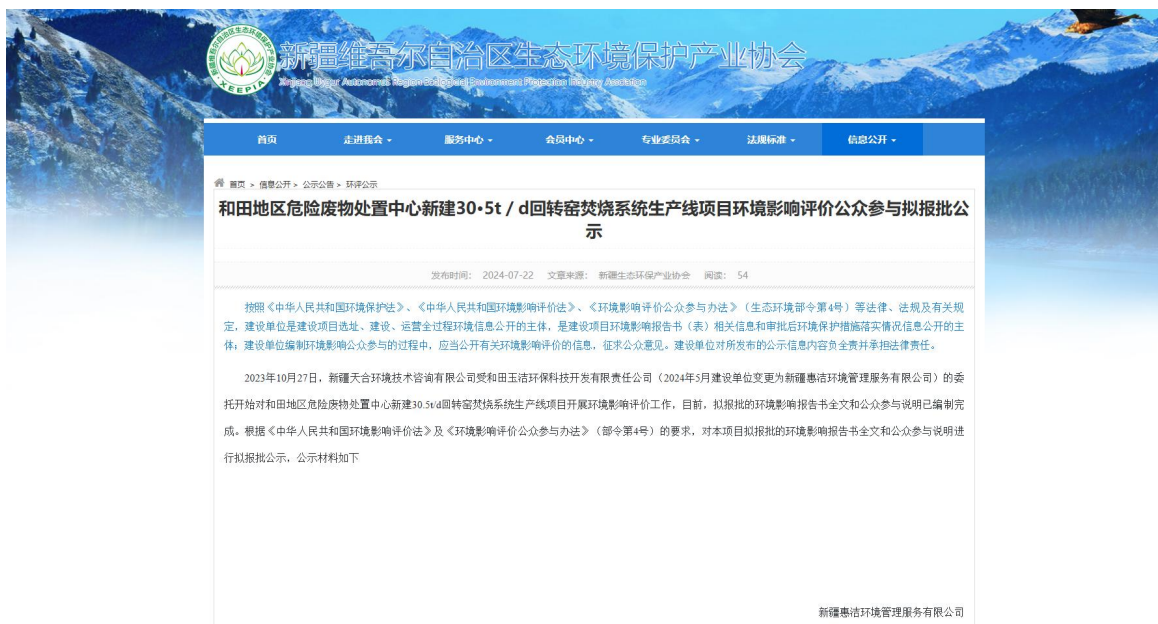 新疆维吾尔自治区生态环境保护产业协会
XEEPIA
首页 走进我会 服务中心 会员中心 专业委员会 法规标准 信息公开
首页 > 信息公开 > 公示公告 > 环评公示
和田地区危险废物处置中心新建30•5t / d回转窑焚烧系统生产线项目环境影响评价公众参与拟报批公
示
发布时间: 2024-07-22 文章来源: 新疆生态环保产业协会 阅读: 54
按照《中华人民共和国环境保护法》、《中华人民共和国环境影响评价法》、《环境影响评价公众参与办法》（生态环境部令第4号）等法律、法规及有关规
定，建设单位是建设项目选址、建设、运营全过程环境信息公开的主体，是建设项目环境影响报告书（表）相关信息和审批后环境保护措施落实情况信息公开的主
体；建设单位编制环境影响公众参与的过程中，应当公开有关环境影响评价的信息，征求公众意见。建设单位对所发布的公示信息内容负全责并承担法律责任。
2023年10月27日，新疆天合环境技术咨询有限公司受和田玉洁环保科技开发有限责任公司（2024年5月建设单位变更为新疆惠洁环境管理服务有限公司）的委
托开始对和田地区危险废物处置中心新建30.5t/d回转窑焚烧系统生产线项目开展环境影响评价工作，目前，拟报批的环境影响报告书全文和公众参与说明已编制完
成。根据《中华人民共和国环境影响评价法》及《环境影响评价公众参与办法》（部令第4号）的要求，对本项目拟报批的环境影响报告书全文和公众参与说明进
行拟报批公示，公示材料如下
新疆惠洁环境管理服务有限公司